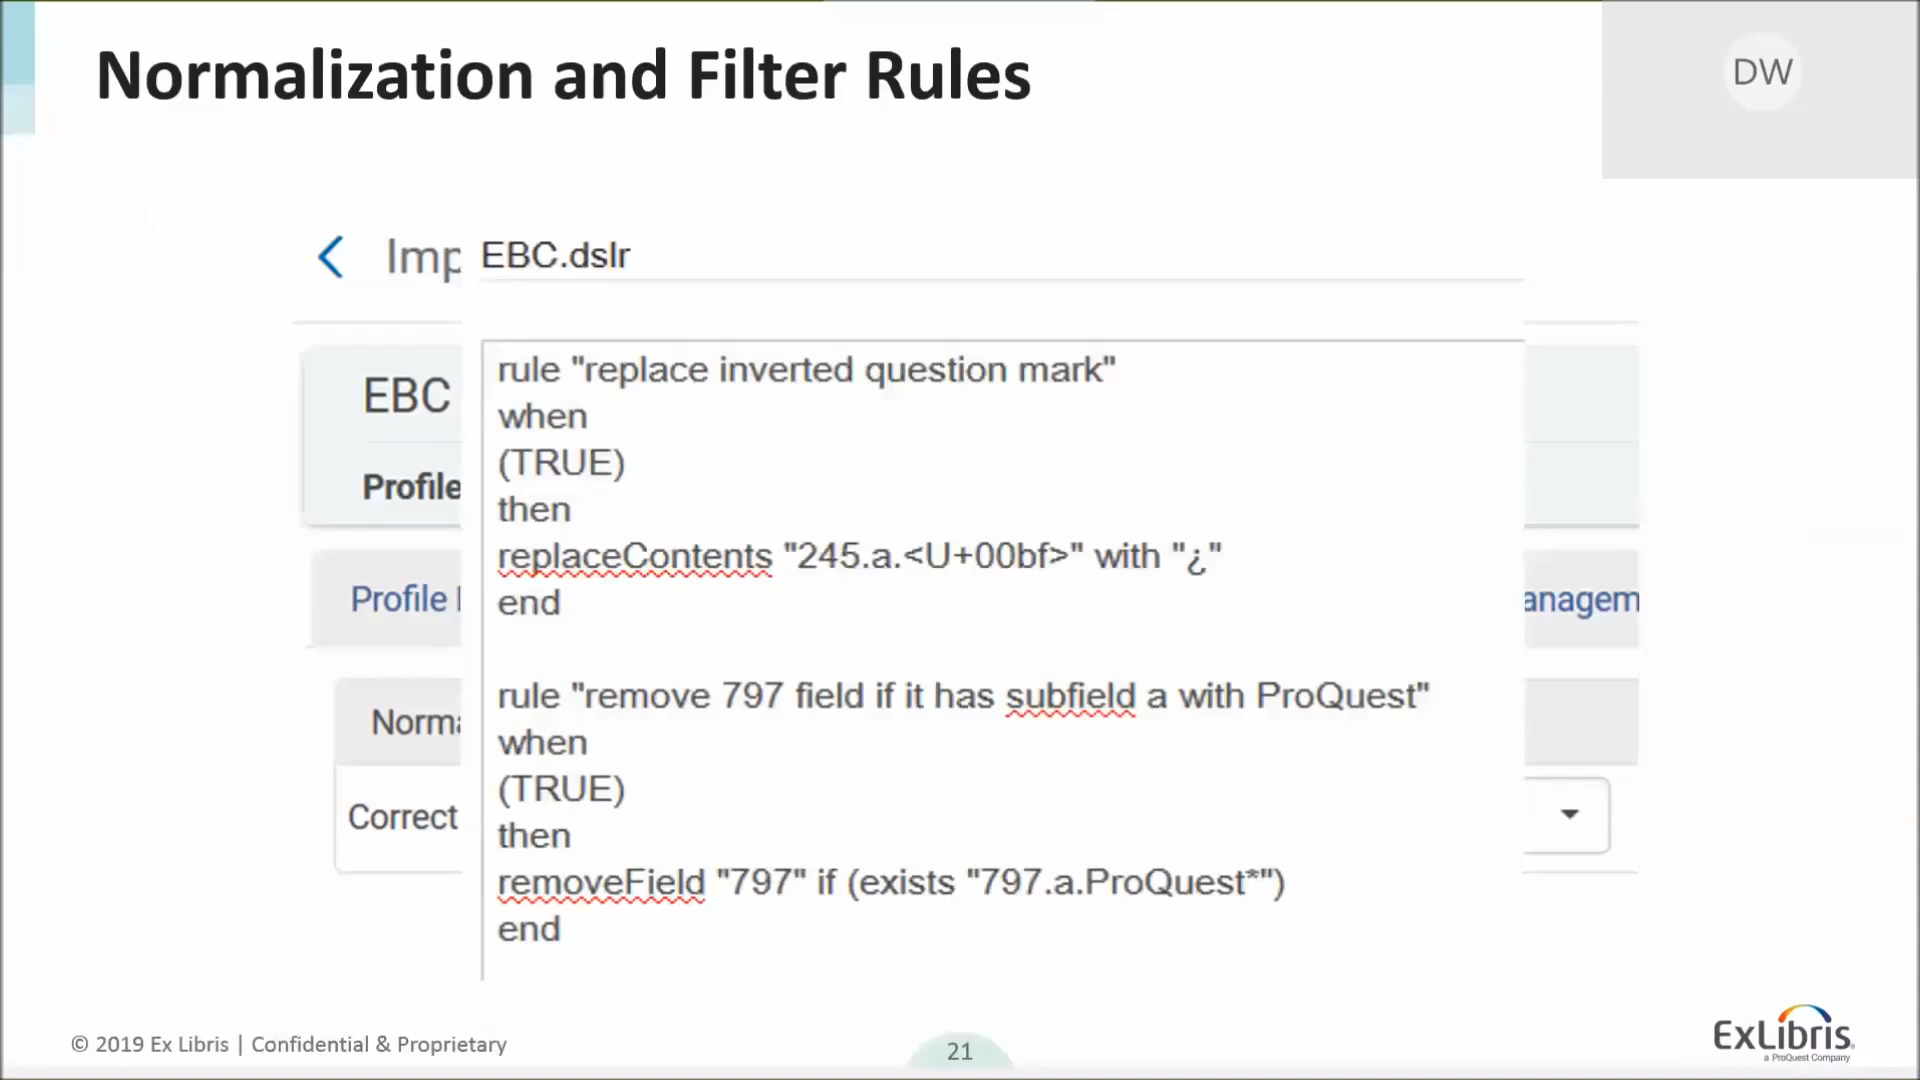 Normalization and Filter Rules
DW
Imp
EBC.dslr
EBC
Profile
Profile
anagem
Norma
Correct
rule "replace inverted question mark"
when
(TRUE)
then
replaceContents "245.a.<U+00bf>" with "¿"
end
rule "remove 797 field if it has subfield a with ProQuest"
when
(TRUE)
then
removeField "797" if (exists "797.a.ProQuest*")
end
© 2019 Ex Libris | Confidential & Proprietary
21
ExLibris
a ProQuest Company